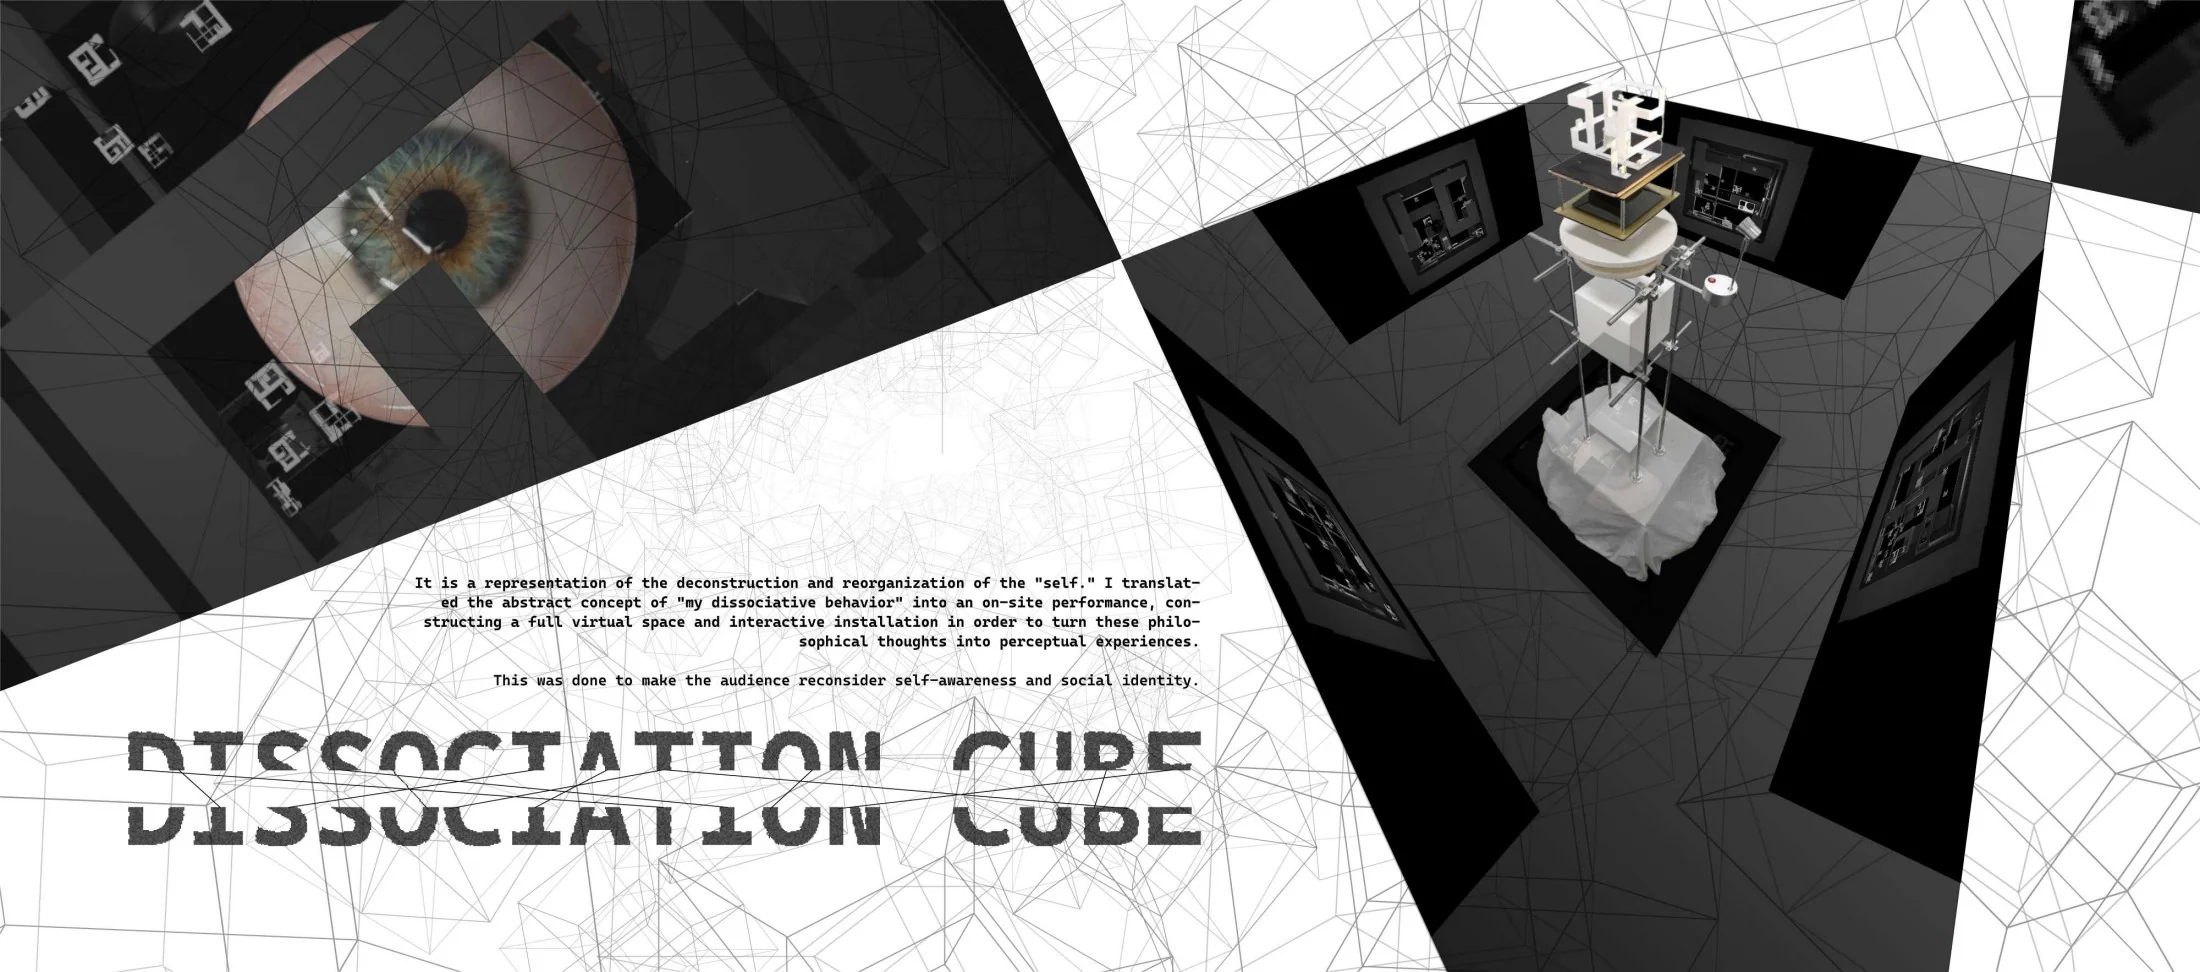 It is a representation of the deconstruction and reorganization of the "self." I translat-
ed the abstract concept of "my dissociative behavior" into an on-site performance, con-
structing a full virtual space and interactive installation in order to turn these philo-
sophical thoughts into perceptual experiences.
This was done to make the audience reconsider self-awareness and social identity.
DISSOCIATION CUBE